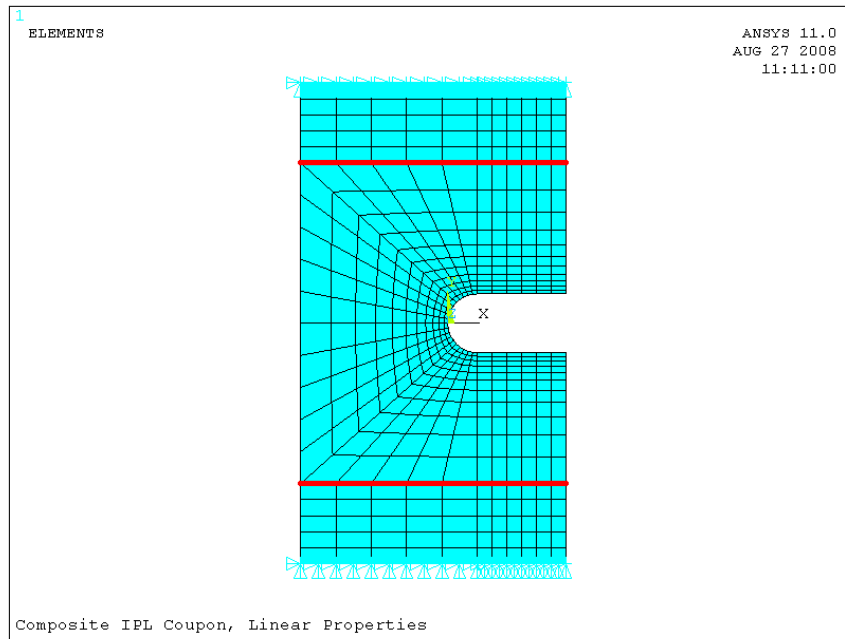 1
ELEMENTS
ANSYS 11.0
AUG 27 2008
11:11:00
X
Composite IPL Coupon, Linear Properties